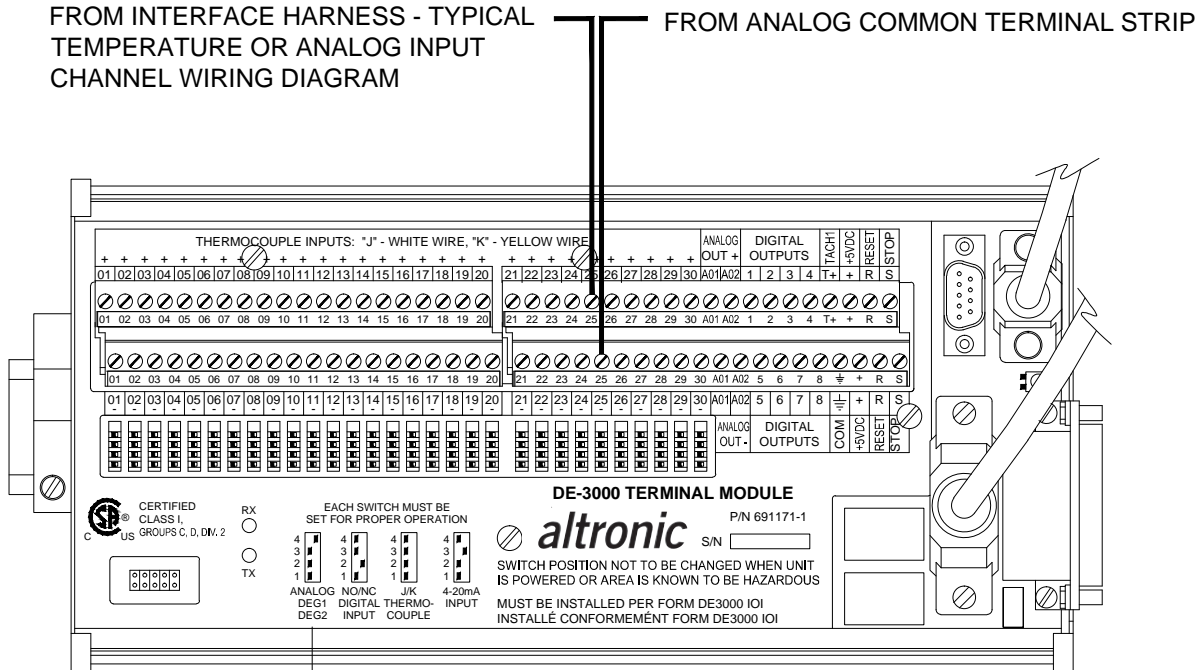 FROM INTERFACE HARNESS - TYPICAL
TEMPERATURE OR ANALOG INPUT
CHANNEL WIRING DIAGRAM
FROM ANALOG COMMON TERMINAL STRIP
THERMOCOUPLE INPUTS: "J" - WHITE WIRE, "K" - YELLOW WIRE
ANALOG OUT +
DIGITAL OUTPUTS
TACH1
+5VDC
RESET
STOP
+ + + + + + + + + + + + + + + + + + + + + + + + + + + + + +
01 02 03 04 05 06 07 08 09 10 11 12 13 14 15 16 17 18 19 20 21 22 23 24 25 26 27 28 29 30 A01 A02 1 2 3 4 T+ + R S
01 02 03 04 05 06 07 08 09 10 11 12 13 14 15 16 17 18 19 20 21 22 23 24 25 26 27 28 29 30 A01 A02 1 2 3 4 T+ + R S
01 02 03 04 05 06 07 08 09 10 11 12 13 14 15 16 17 18 19 20 21 22 23 24 25 26 27 28 29 30 A01 A02 5 6 7 8 + R S
01 02 03 04 05 06 07 08 09 10 11 12 13 14 15 16 17 18 19 20 21 22 23 24 25 26 27 28 29 30 A01 A02 5 6 7 8 + R S
- - - - - - - - - - - - - - - - - - - - - - - - - - - - - -
ANALOG OUT -
DIGITAL OUTPUTS
COM
+5VDC
RESET
STOP
C SA ® US
CERTIFIED
CLASS I,
GROUPS C, D, DIV. 2
RX
TX
EACH SWITCH MUST BE
SET FOR PROPER OPERATION
4 4 4 4
3 3 3 3
2 2 2 2
1 1 1 1
ANALOG DEG1 DEG2
NO/NC DIGITAL INPUT
J/K THERMO- COUPLE
4-20mA INPUT
DE-3000 TERMINAL MODULE
altronic
P/N 691171-1
S/N
SWITCH POSITION NOT TO BE CHANGED WHEN UNIT
IS POWERED OR AREA IS KNOWN TO BE HAZARDOUS
MUST BE INSTALLED PER FORM DE3000 IOI
INSTALLÉ CONFORMEMÉNT FORM DE3000 IOI